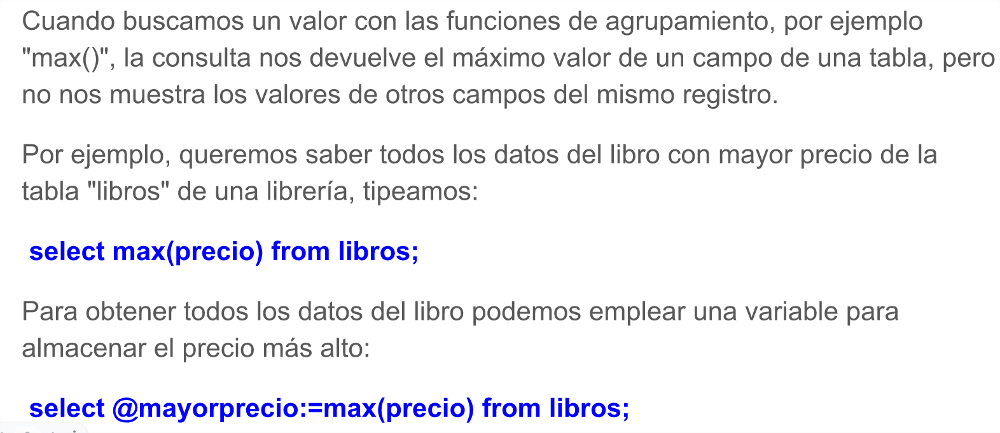 Cuando buscamos un valor con las funciones de agrupamiento, por ejemplo
"max()", la consulta nos devuelve el máximo valor de un campo de una tabla, pero
no nos muestra los valores de otros campos del mismo registro.
Por ejemplo, queremos saber todos los datos del libro con mayor precio de la
tabla "libros" de una librería, tipeamos:
select max(precio) from libros;
Para obtener todos los datos del libro podemos emplear una variable para
almacenar el precio más alto:
select @mayorprecio:=max(precio) from libros;